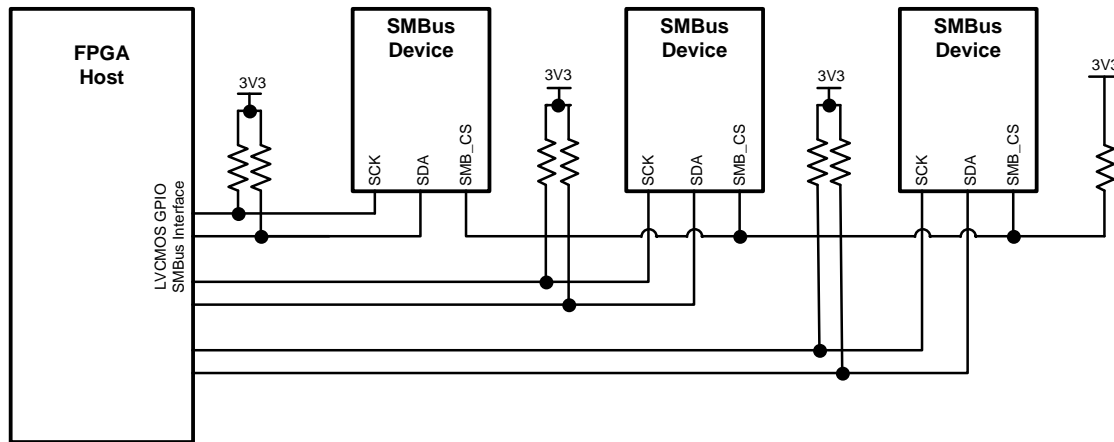 FPGA
Host
LVCMOS GPIO
SMBus Interface
3V3
SMBus
Device
SCK
SDA
SMB_CS
3V3
SMBus
Device
SCK
SDA
SMB_CS
3V3
SMBus
Device
SCK
SDA
SMB_CS
3V3